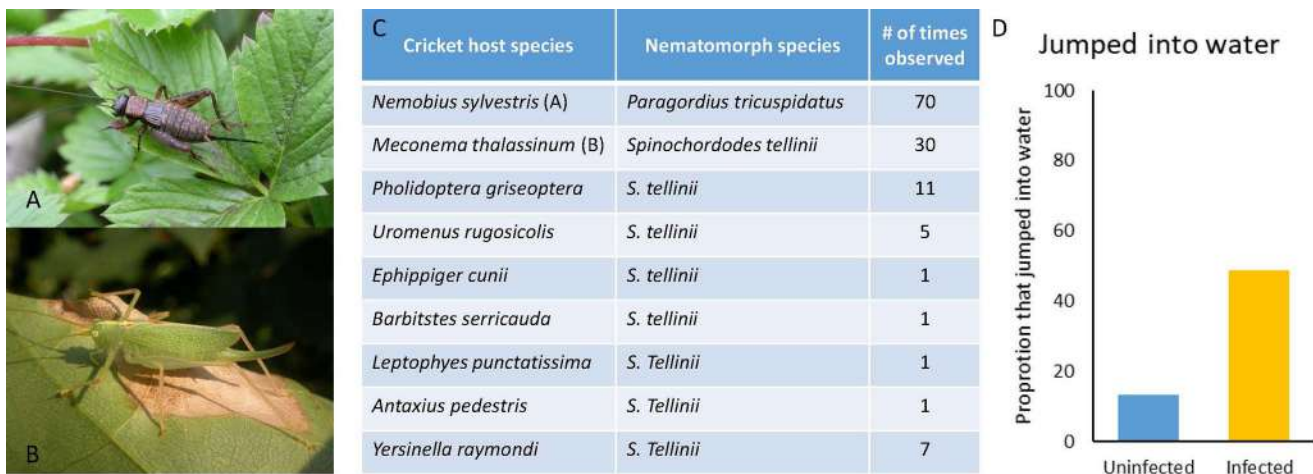 A
B
C
Cricket host species Nematomorph species # of times observed
Nemobius sylvestris (A) Paragordius tricuspidatus 70
Meconema thalassinum (B) Spinochordodes tellinii 30
Pholidoptera griseoptera S. tellinii 11
Uromenus rugosicolis S. tellinii 5
Ephippiger cunii S. tellinii 1
Barbitstes serricauda S. tellinii 1
Leptophyes punctatissima S. Tellinii 1
Antaxius pedestris S. Tellinii 1
Yersinella raymondi S. Tellinii 7
D
Jumped into water
Proprotion that jumped into water
100
80
60
40
20
0
Uninfected Infected